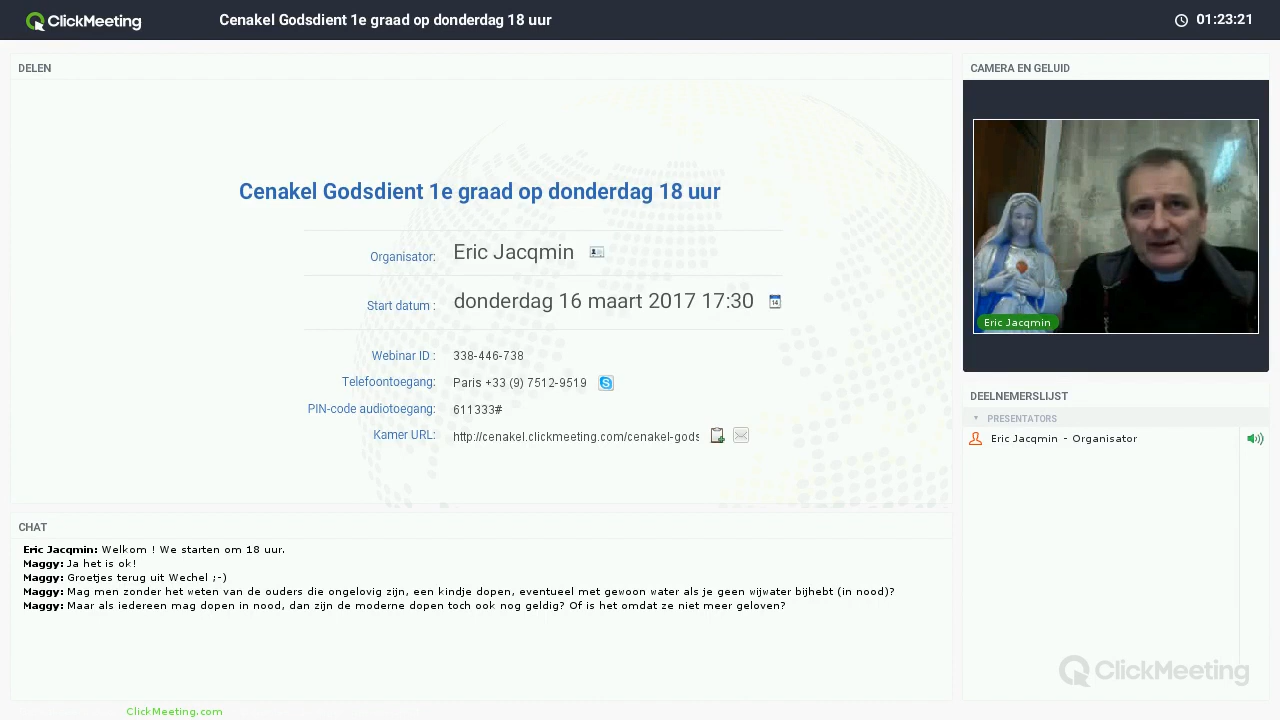 ClickMeeting
Cenakel Godsdient 1e graad op donderdag 18 uur
01:23:21
DELEN
Cenakel Godsdient 1e graad op donderdag 18 uur
Organisator: Eric Jacqmin
Start datum : donderdag 16 maart 2017 17:30
14
Webinar ID : 338-446-738
Telefoontoegang: Paris +33 (9) 7512-9519
PIN-code audiotoegang: 611333#
Kamer URL: http://cenakel.clickmeeting.com/cenakel-gods
CHAT
Eric Jacqmin: Welkom ! We starten om 18 uur.
Maggy: Ja het is ok!
Maggy: Groetjes terug uit Wechel ;-)
Maggy: Mag men zonder het weten van de ouders die ongelovig zijn, een kindje dopen, eventueel met gewoon water als je geen wijwater bijhebt (in nood)?
Maggy: Maar als iedereen mag dopen in nood, dan zijn de moderne dopen toch ook nog geldig? Of is het omdat ze niet meer geloven?
ClickMeeting.com
CAMERA EN GELUID
Eric Jacqmin
DEELNEMERSLIJST
PRESENTATORS
Eric Jacqmin - Organisator
ClickMeeting